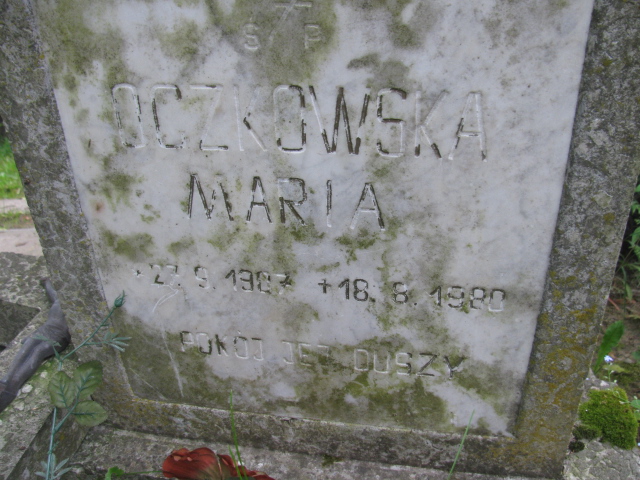 Ś P
OCZKOWSKA
MARIA
* 27. 9. 1907 + 18. 8. 1980
POKÓJ JEJ DUSZY